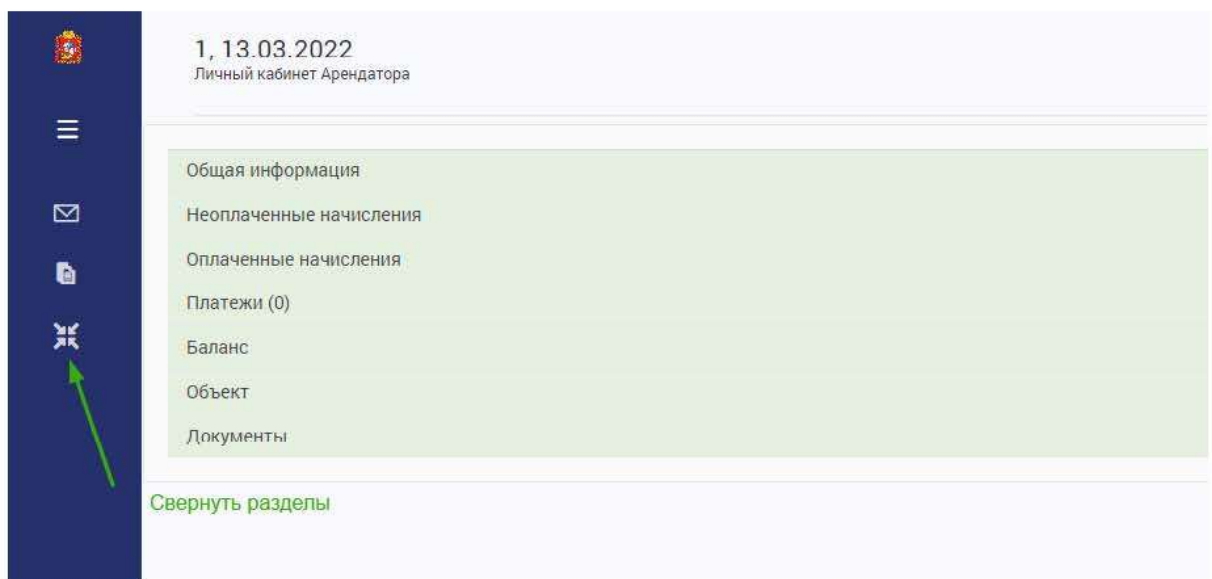 1, 13.03.2022
Личный кабинет Арендатора
Общая информация
Неоплаченные начисления
Оплаченные начисления
Платежи (0)
Баланс
Объект
Документы
Свернуть разделы